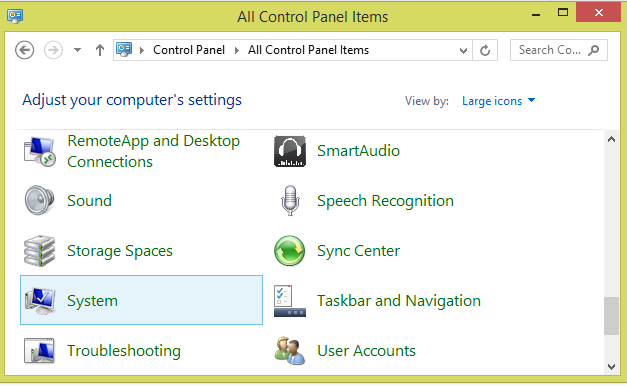 All Control Panel Items
Control Panel All Control Panel Items
Search Co...
Adjust your computer's settings
View by: Large icons
RemoteApp and Desktop
Connections
SmartAudio
Sound
Speech Recognition
Storage Spaces
Sync Center
System
Taskbar and Navigation
Troubleshooting
User Accounts